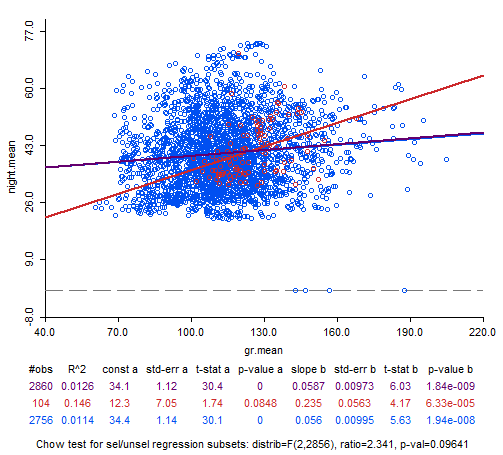 77.0
60.0
43.0
26.0
9.0
-8.0
night.mean
40.0 70.0 100.0 130.0 160.0 190.0 220.0
gr.mean
#obs R^2 const a std-err a t-stat a p-value a slope b std-err b t-stat b p-value b
2860 0.0126 34.1 1.12 30.4 0 0.0587 0.00973 6.03 1.84e-009
104 0.146 12.3 7.05 1.74 0.0848 0.235 0.0563 4.17 6.33e-005
2756 0.0114 34.4 1.14 30.1 0 0.056 0.00995 5.63 1.94e-008
Chow test for sel/unsel regression subsets: distrib=F(2,2856), ratio=2.341, p-val=0.09641